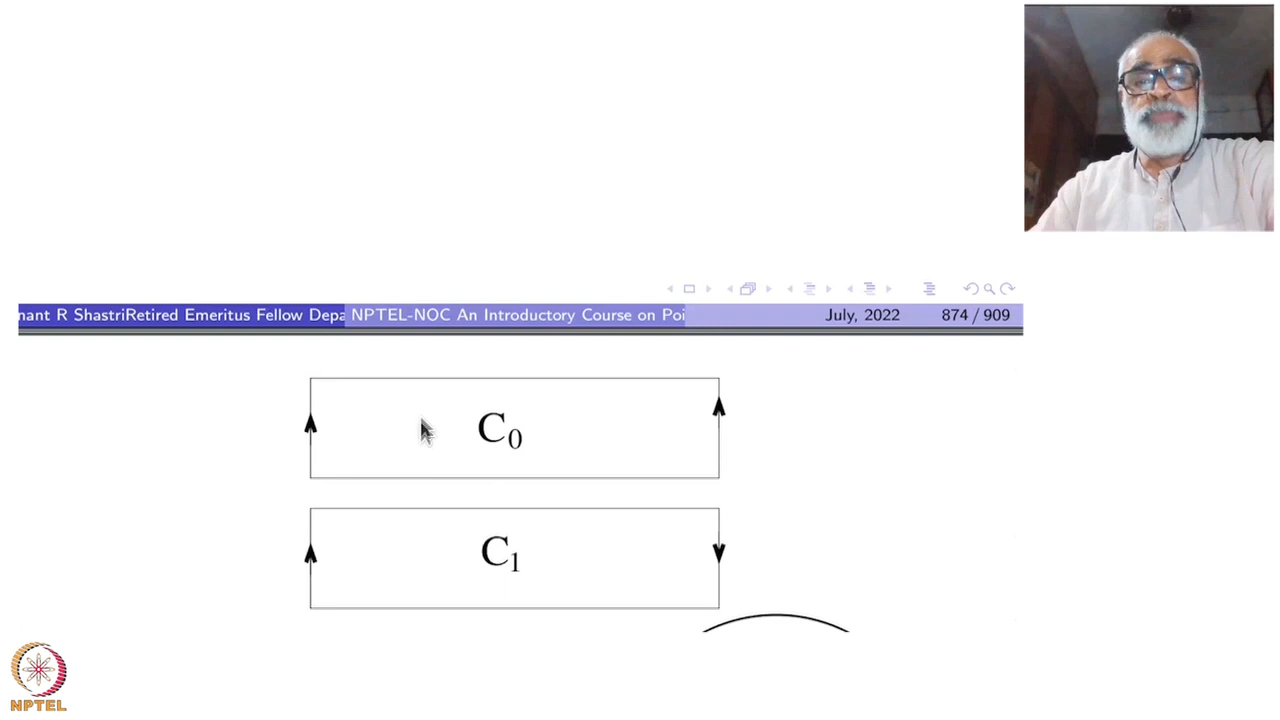 nant R ShastriRetired Emeritus Fellow Depa NPTEL-NOC An Introductory Course on Poi July, 2022 874 / 909
C0
C1
NPTEL